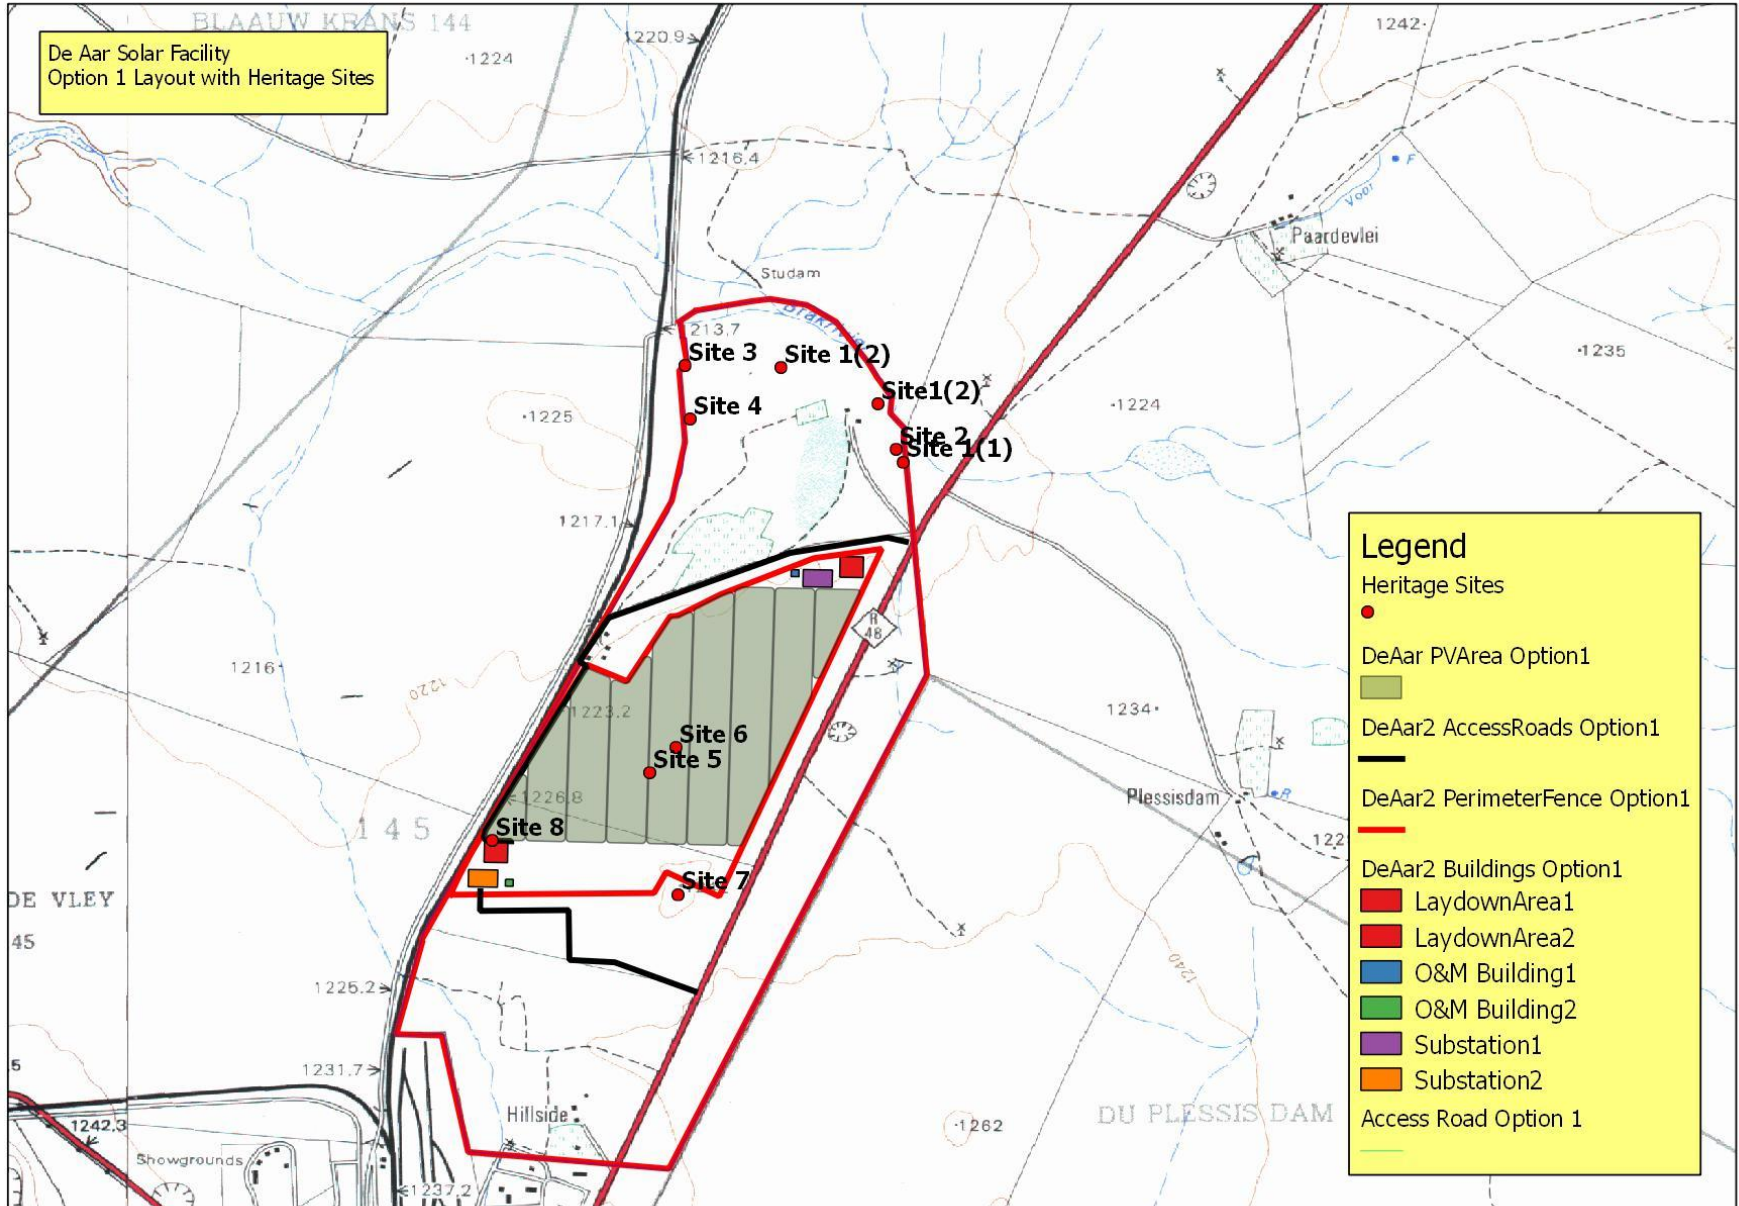 BLAAUW KRANS 144
De Aar Solar Facility
Option 1 Layout with Heritage Sites
·1224
1220.9
1242·
1216.4
F
Voor
Paardevlei
Studam
213.7
Site 3
Site 1(2)
·1235
Site1(2)
Site 4
·1225
·1224
Site 2
Site 1(1)
1217.1
R
48
1216
1220
1223.2
1234·
Site 6
Site 5
1226.8
Plessisdam
R
Site 8
145
122
Site 7
DE VLEY
45
1240
1225.2
5
1231.7
Hillside
DU PLESSIS DAM
·1262
1242.3
Showgrounds
1237.2
Legend
Heritage Sites
DeAar PVArea Option1
DeAar2 AccessRoads Option1
DeAar2 PerimeterFence Option1
DeAar2 Buildings Option1
LaydownArea1
LaydownArea2
O&M Building1
O&M Building2
Substation1
Substation2
Access Road Option 1